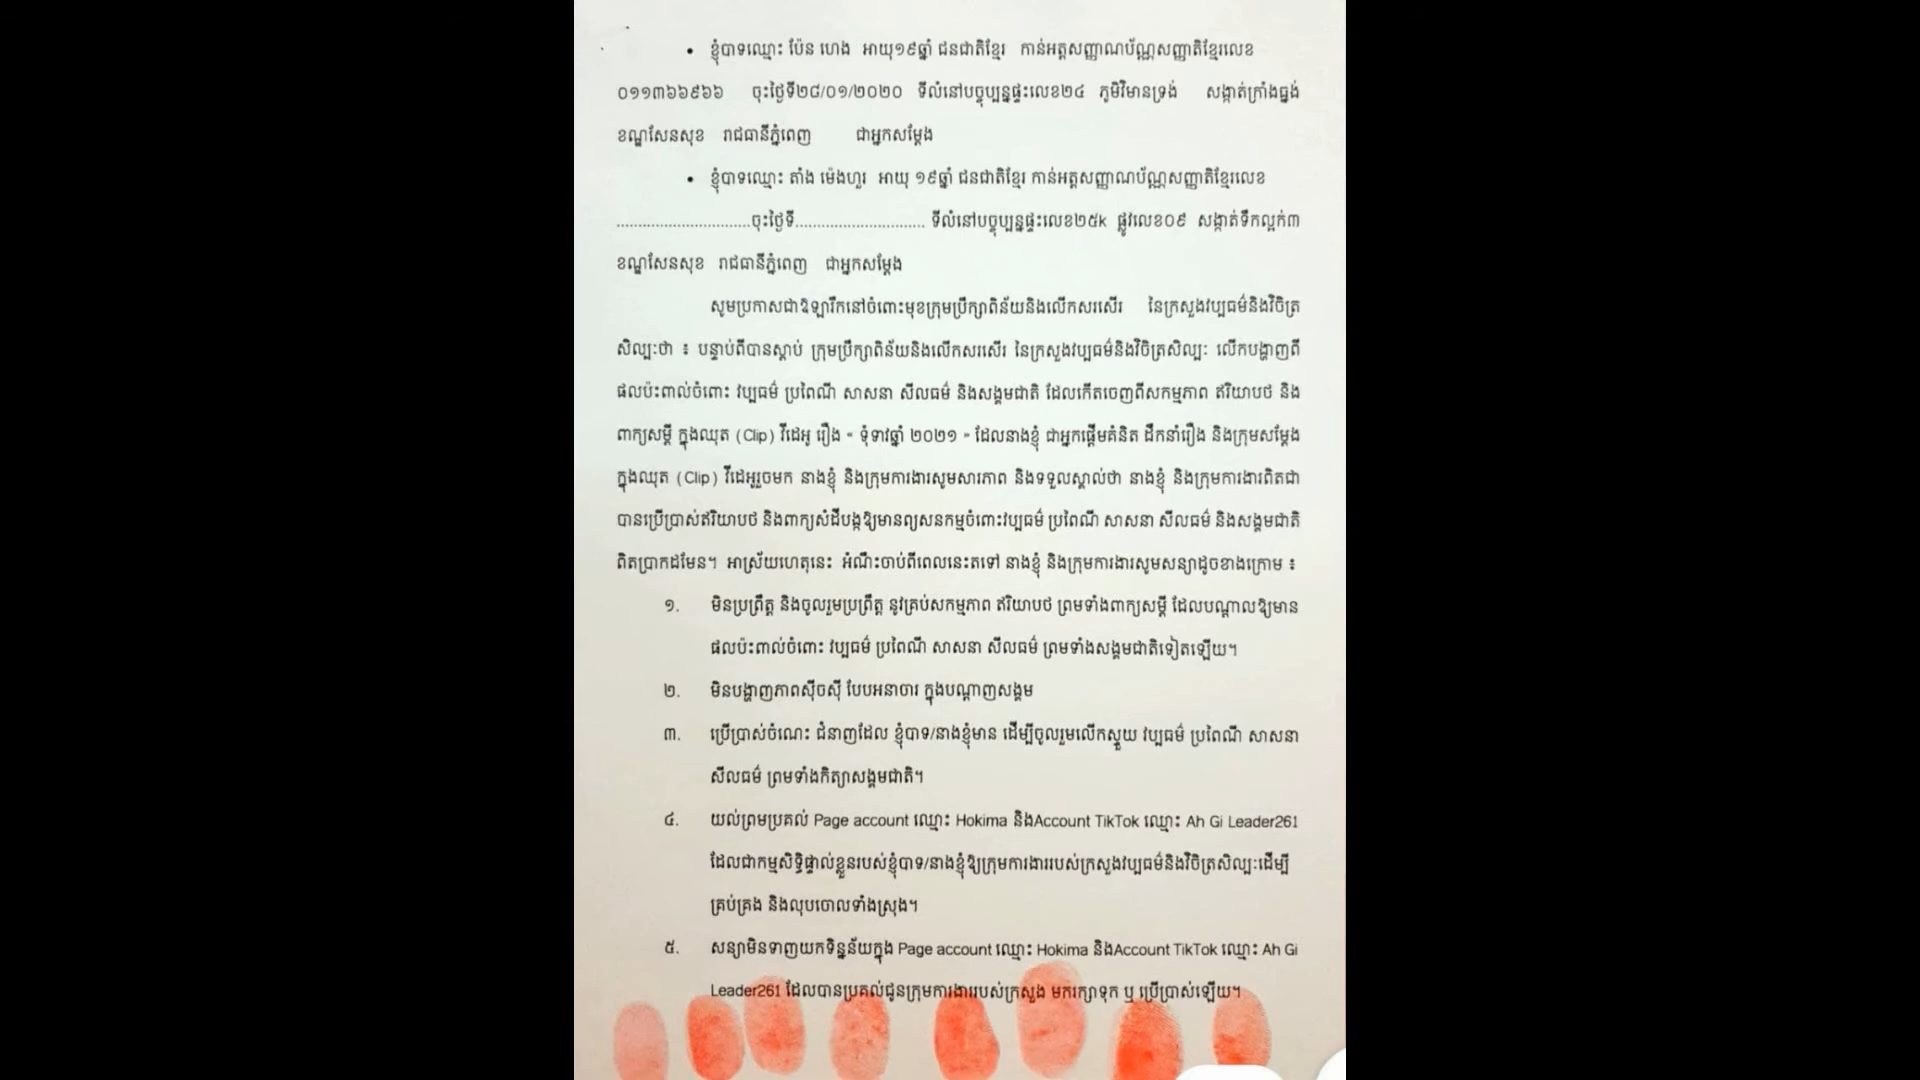 • ខ្ញុំបាទឈ្មោះ ប៉ែន ហេង អាយុ១៩ឆ្នាំ ជនជាតិខ្មែរ កាន់អត្តសញ្ញាណប័ណ្ណសញ្ញាតិខ្មែរលេខ
០១១៣៦៦៩៦៦ ចុះថ្ងៃទី២៨/០១/២០២០ ទីលំនៅបច្ចុប្បន្នផ្ទះលេខ២៤ ភូមិវិមានទ្រង់ សង្កាត់ក្រាំងធ្នង់
ខណ្ឌសែនសុខ រាជធានីភ្នំពេញ ជាអ្នកសម្តែង
• ខ្ញុំបាទឈ្មោះ តាំង ម៉េងហួរ អាយុ ១៩ឆ្នាំ ជនជាតិខ្មែរ កាន់អត្តសញ្ញាណប័ណ្ណសញ្ញាតិខ្មែរលេខ
...............................ចុះថ្ងៃទី.............................. ទីលំនៅបច្ចុប្បន្នផ្ទះលេខ២៥k ផ្លូវលេខ០៩ សង្កាត់ទឹកល្អក់៣
ខណ្ឌសែនសុខ រាជធានីភ្នំពេញ ជាអ្នកសម្តែង
សូមប្រកាសជាឱឡារឹកនៅចំពោះមុខក្រុមប្រឹក្សាពិន័យនិងលើកសរសើរ នៃក្រសួងវប្បធម៌និងវិចិត្រ
សិល្បៈថា ៖ បន្ទាប់ពីបានស្តាប់ ក្រុមប្រឹក្សាពិន័យនិងលើកសរសើរ នៃក្រសួងវប្បធម៌និងវិចិត្រសិល្បៈ លើកបង្ហាញពី
ផលប៉ះពាល់ចំពោះ វប្បធម៌ ប្រពៃណី សាសនា សីលធម៌ និងសង្គមជាតិ ដែលកើតចេញពីសកម្មភាព ឥរិយាបថ និង
ពាក្យសម្តី ក្នុងឈុត (Clip) វីដេអូ រឿង “ ទុំទាវឆ្នាំ ២០២១ ” ដែលនាងខ្ញុំ ជាអ្នកផ្តើមគំនិត ដឹកនាំរឿង និងក្រុមសម្តែង
ក្នុងឈុត (Clip) វីដេអូរួចមក នាងខ្ញុំ និងក្រុមការងារសូមសារភាព និងទទួលស្គាល់ថា នាងខ្ញុំ និងក្រុមការងារពិតជា
បានប្រើប្រាស់ឥរិយាបថ និងពាក្យសំដីបង្កឱ្យមានព្យសនកម្មចំពោះវប្បធម៌ ប្រពៃណី សាសនា សីលធម៌ និងសង្គមជាតិ
ពិតប្រាកដមែន។ អាស្រ័យហេតុនេះ អំណឹះចាប់ពីពេលនេះតទៅ នាងខ្ញុំ និងក្រុមការងារសូមសន្យាដូចខាងក្រោម ៖
១. មិនប្រព្រឹត្ត និងចូលរួមប្រព្រឹត្ត នូវគ្រប់សកម្មភាព ឥរិយាបថ ព្រមទាំងពាក្យសម្តី ដែលបណ្តាលឱ្យមាន
ផលប៉ះពាល់ចំពោះ វប្បធម៌ ប្រពៃណី សាសនា សីលធម៌ ព្រមទាំងសង្គមជាតិទៀតឡើយ។
២. មិនបង្ហាញភាពស៊ិចស៊ី បែបអនាចារ ក្នុងបណ្តាញសង្គម
៣. ប្រើប្រាស់ចំណេះ ជំនាញដែល ខ្ញុំបាទ/នាងខ្ញុំមាន ដើម្បីចូលរួមលើកស្ទួយ វប្បធម៌ ប្រពៃណី សាសនា
សីលធម៌ ព្រមទាំងកិត្យាសង្គមជាតិ។
៤. យល់ព្រមប្រគល់ Page account ឈ្មោះ Hokima និងAccount TikTok ឈ្មោះ Ah Gi Leader261
ដែលជាកម្មសិទ្ធិផ្ទាល់ខ្លួនរបស់ខ្ញុំបាទ/នាងខ្ញុំឱ្យក្រុមការងាររបស់ក្រសួងវប្បធម៌និងវិចិត្រសិល្បៈដើម្បី
គ្រប់គ្រង និងលុបចោលទាំងស្រុង។
៥. សន្យាមិនទាញយកទិន្នន័យក្នុង Page account ឈ្មោះ Hokima និងAccount TikTok ឈ្មោះ Ah Gi
Leader261 ដែលបានប្រគល់ជូនក្រុមការងាររបស់ក្រសួង មករក្សាទុក ឬ ប្រើប្រាស់ឡើយ។